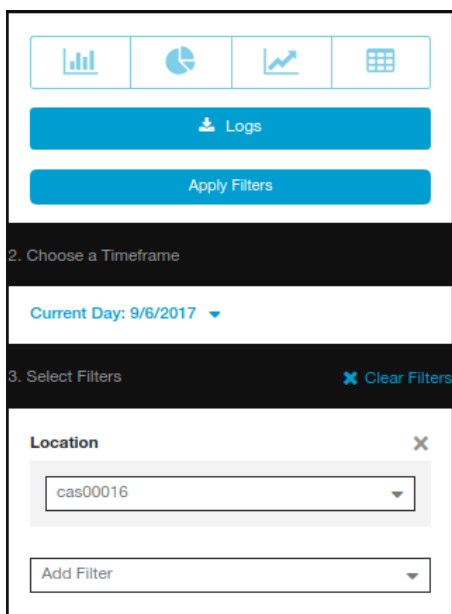 Logs
Apply Filters
2. Choose a Timeframe
Current Day: 9/6/2017
3. Select Filters
Clear Filters
Location
cas00016
Add Filter